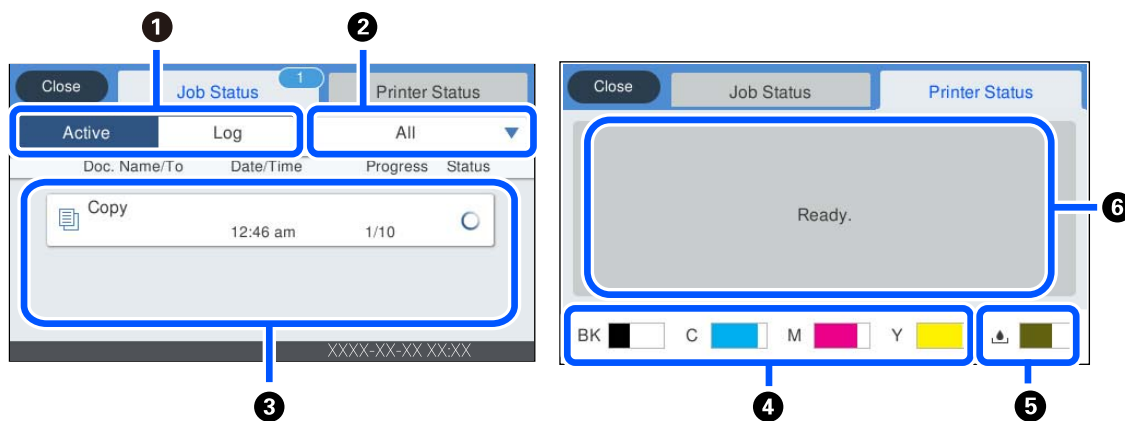 1 2
Close Job Status 1 Printer Status
Active Log All
Doc. Name/To Date/Time Progress Status
Copy
12:46 am 1/10
XXXX-XX-XX XX:XX
3
Close Job Status Printer Status
Ready.
6
BK C M Y
4 5